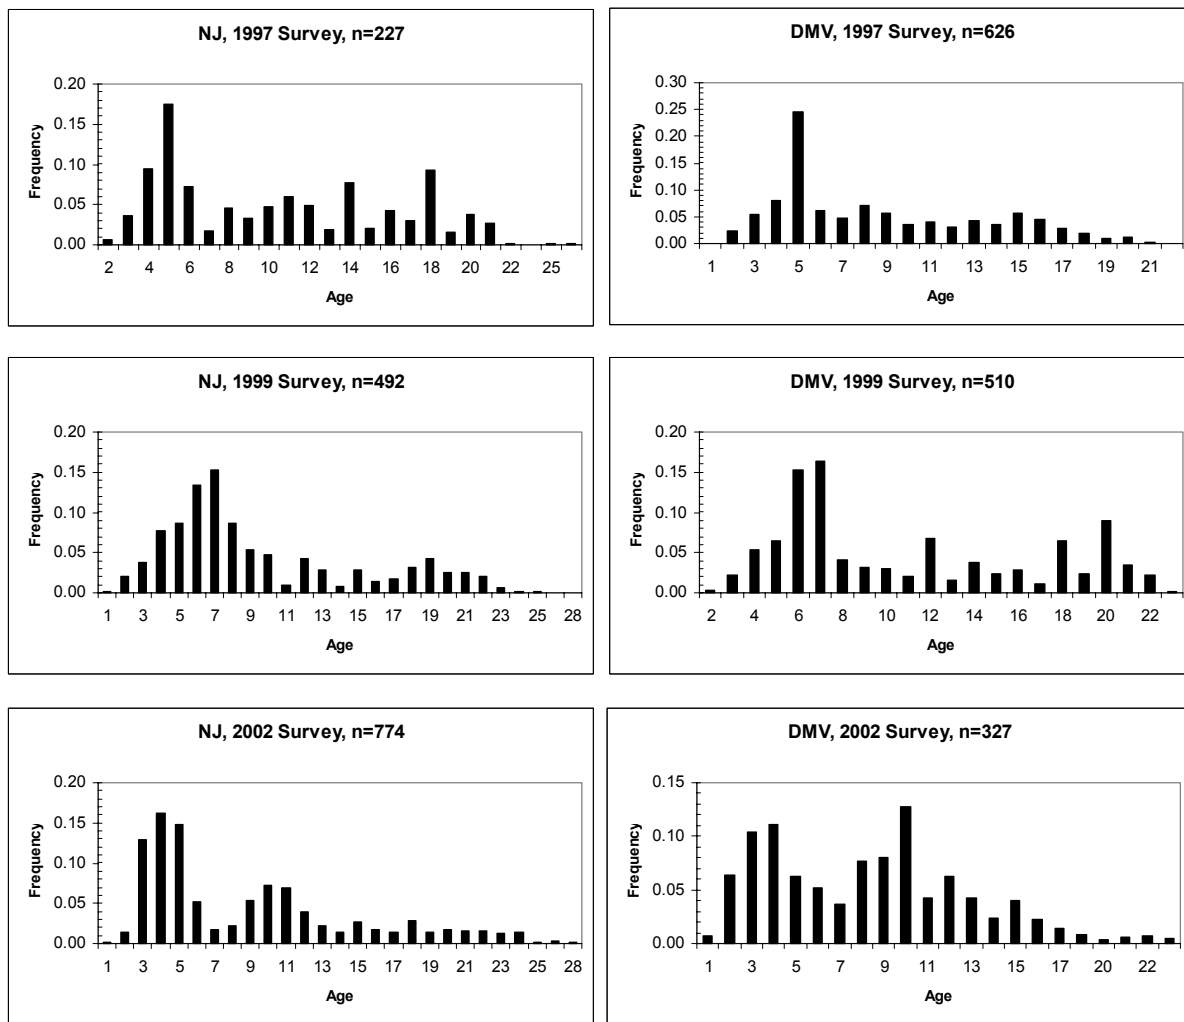 NJ, 1997 Survey, n=227
0.20
0.15
0.10
0.05
0.00
Frequency
2 4 6 8 10 12 14 16 18 20 22 25
Age
DMV, 1997 Survey, n=626
0.30
0.25
0.20
0.15
0.10
0.05
0.00
Frequency
1 3 5 7 9 11 13 15 17 19 21
Age
NJ, 1999 Survey, n=492
0.20
0.15
0.10
0.05
0.00
Frequency
1 3 5 7 9 11 13 15 17 19 21 23 25 28
Age
DMV, 1999 Survey, n=510
0.20
0.15
0.10
0.05
0.00
Frequency
2 4 6 8 10 12 14 16 18 20 22
Age
NJ, 2002 Survey, n=774
0.20
0.15
0.10
0.05
0.00
Frequency
1 3 5 7 9 11 13 15 17 19 21 23 25 28
Age
DMV, 2002 Survey, n=327
0.15
0.10
0.05
0.00
Frequency
1 3 5 7 9 11 13 15 17 20 22
Age